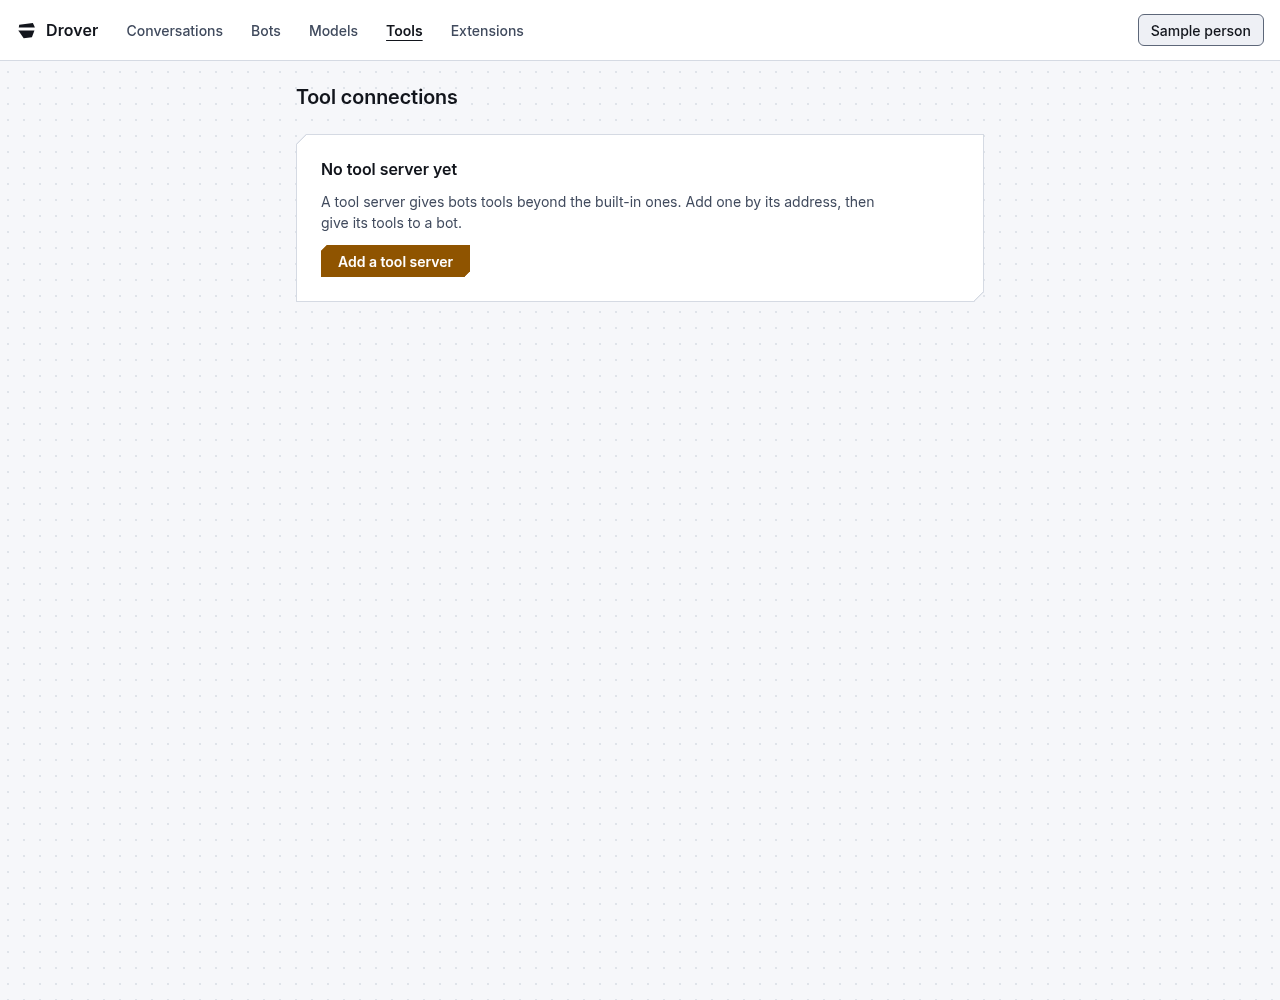 Drover
Conversations
Bots
Models
Tools
Extensions
Sample person
Tool connections
No tool server yet
A tool server gives bots tools beyond the built-in ones. Add one by its address, then
give its tools to a bot.
Add a tool server